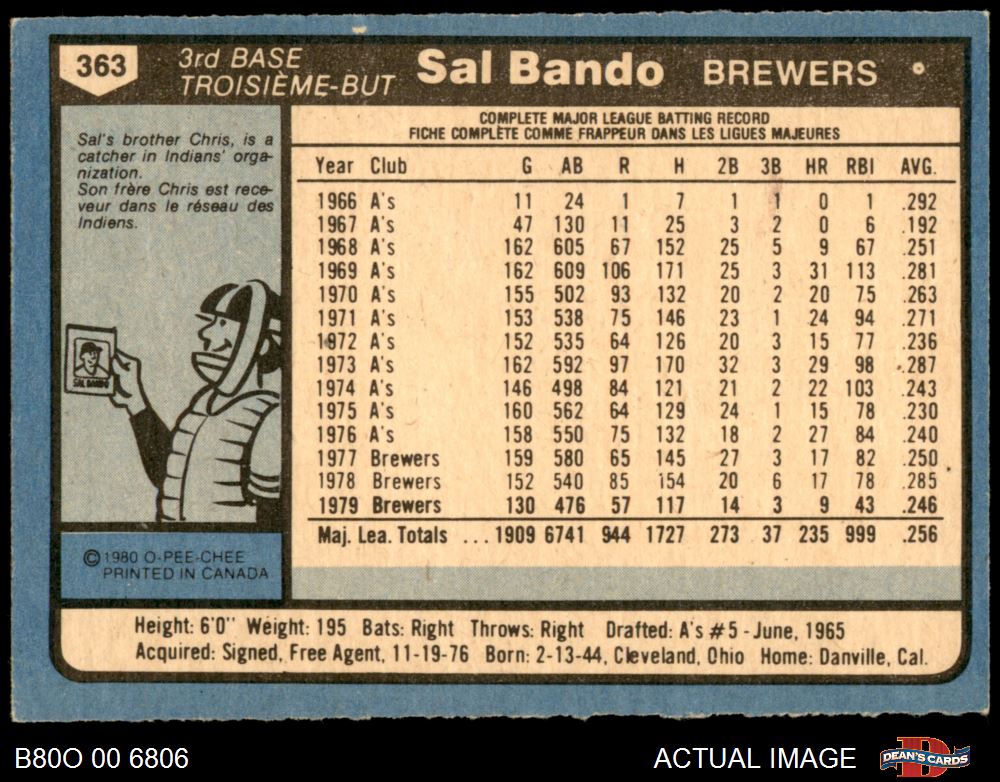 363
3rd BASE
TROISIÈME-BUT
Sal Bando
BREWERS
Sal's brother Chris, is a
catcher in Indians' orga-
nization.
Son frère Chris est rece-
veur dans le réseau des
Indiens.
SAL BANDO
© 1980 O-PEE-CHEE
PRINTED IN CANADA
COMPLETE MAJOR LEAGUE BATTING RECORD
FICHE COMPLÈTE COMME FRAPPEUR DANS LES LIGUES MAJEURES
Year Club G AB R H 2B 3B HR RBI AVG.
1966 A's 11 24 1 7 1 1 0 1 .292
1967 A's 47 130 11 25 3 2 0 6 .192
1968 A's 162 605 67 152 25 5 9 67 .251
1969 A's 162 609 106 171 25 3 31 113 .281
1970 A's 155 502 93 132 20 2 20 75 .263
1971 A's 153 538 75 146 23 1 24 94 .271
1972 A's 152 535 64 126 20 3 15 77 .236
1973 A's 162 592 97 170 32 3 29 98 .287
1974 A's 146 498 84 121 21 2 22 103 .243
1975 A's 160 562 64 129 24 1 15 78 .230
1976 A's 158 550 75 132 18 2 27 84 .240
1977 Brewers 159 580 65 145 27 3 17 82 .250
1978 Brewers 152 540 85 154 20 6 17 78 .285
1979 Brewers 130 476 57 117 14 3 9 43 .246
Maj. Lea. Totals ... 1909 6741 944 1727 273 37 235 999 .256
Height: 6'0" Weight: 195 Bats: Right Throws: Right Drafted: A's #5 - June, 1965
Acquired: Signed, Free Agent, 11-19-76 Born: 2-13-44, Cleveland, Ohio Home: Danville, Cal.
B80O 00 6806
ACTUAL IMAGE
DEAN'S CARDS